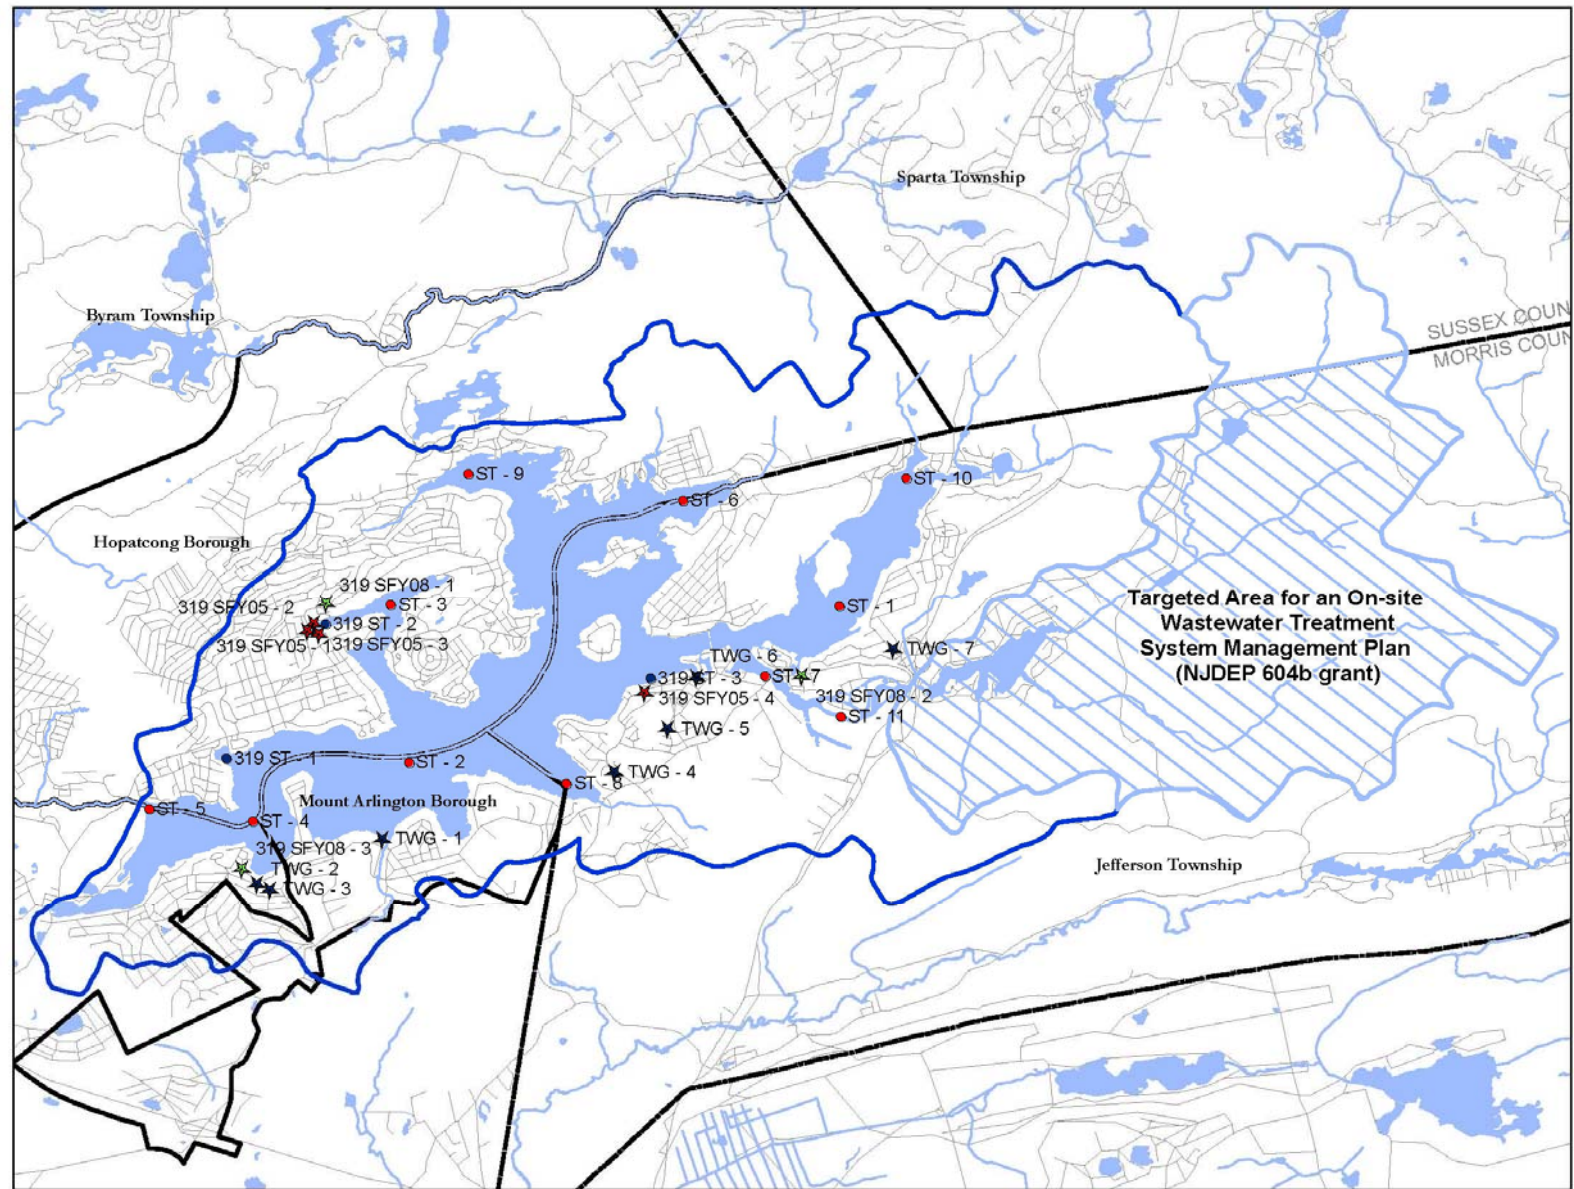 Sparta Township
Byram Township
SUSSEX COUN
MORRIS COUN
ST - 9
ST - 10
ST - 6
Hopatcong Borough
319 SFY08 - 1
319 SFY05 - 2
ST - 3
ST - 1
319 ST - 2
319 SFY05 - 1
319 SFY05 - 3
Targeted Area for an On-site
Wastewater Treatment
System Management Plan
(NJDEP 604b grant)
TWG - 6
TWG - 7
319 ST - 3
ST - 7
319 SFY05 - 4
319 SFY08 - 2
ST - 11
TWG - 5
319 ST - 1
ST - 2
TWG - 4
ST - 8
Mount Arlington Borough
ST - 5
ST - 4
TWG - 1
319 SFY08 - 3
TWG - 2
TWG - 3
Jefferson Township